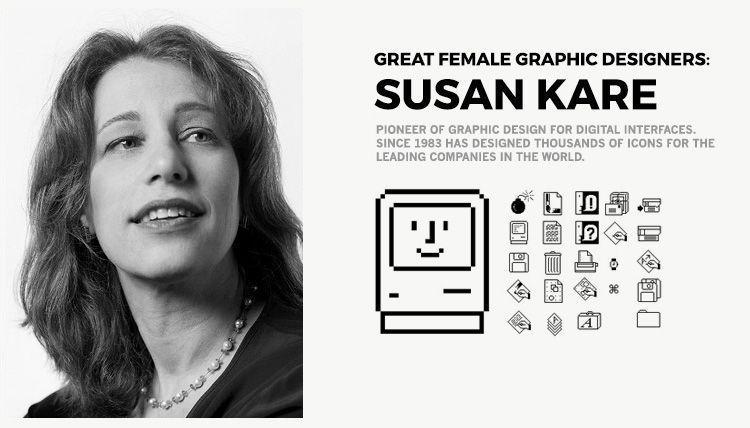 GREAT FEMALE GRAPHIC DESIGNERS:
SUSAN KARE
PIONEER OF GRAPHIC DESIGN FOR DIGITAL INTERFACES.
SINCE 1983 HAS DESIGNED THOUSANDS OF ICONS FOR THE
LEADING COMPANIES IN THE WORLD.
!
?
⌘
A